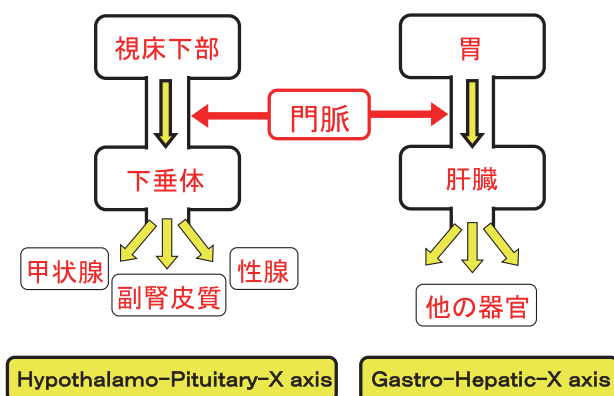 視床下部
胃
門脈
下垂体
肝臓
甲状腺
副腎皮質
性腺
他の器官
Hypothalamo-Pituitary-X axis
Gastro-Hepatic-X axis